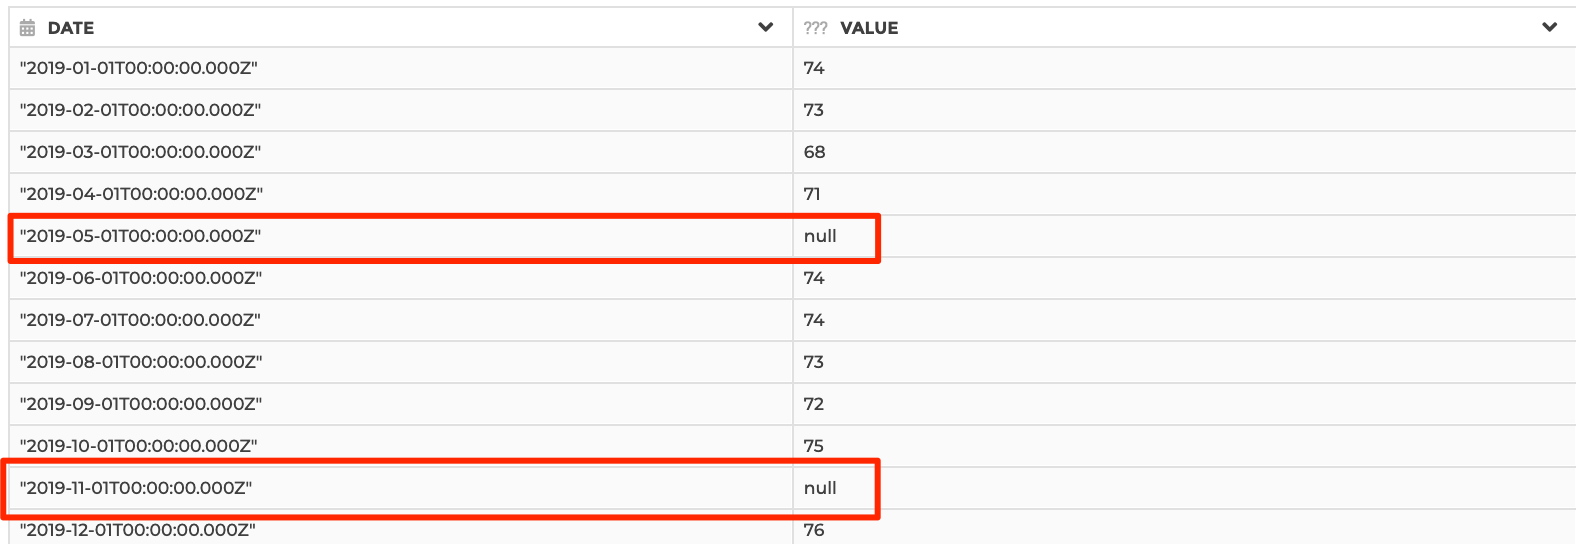 DATE ??? VALUE
"2019-01-01T00:00:00.000Z" 74
"2019-02-01T00:00:00.000Z" 73
"2019-03-01T00:00:00.000Z" 68
"2019-04-01T00:00:00.000Z" 71
"2019-05-01T00:00:00.000Z" null
"2019-06-01T00:00:00.000Z" 74
"2019-07-01T00:00:00.000Z" 74
"2019-08-01T00:00:00.000Z" 73
"2019-09-01T00:00:00.000Z" 72
"2019-10-01T00:00:00.000Z" 75
"2019-11-01T00:00:00.000Z" null
"2019-12-01T00:00:00.000Z" 76